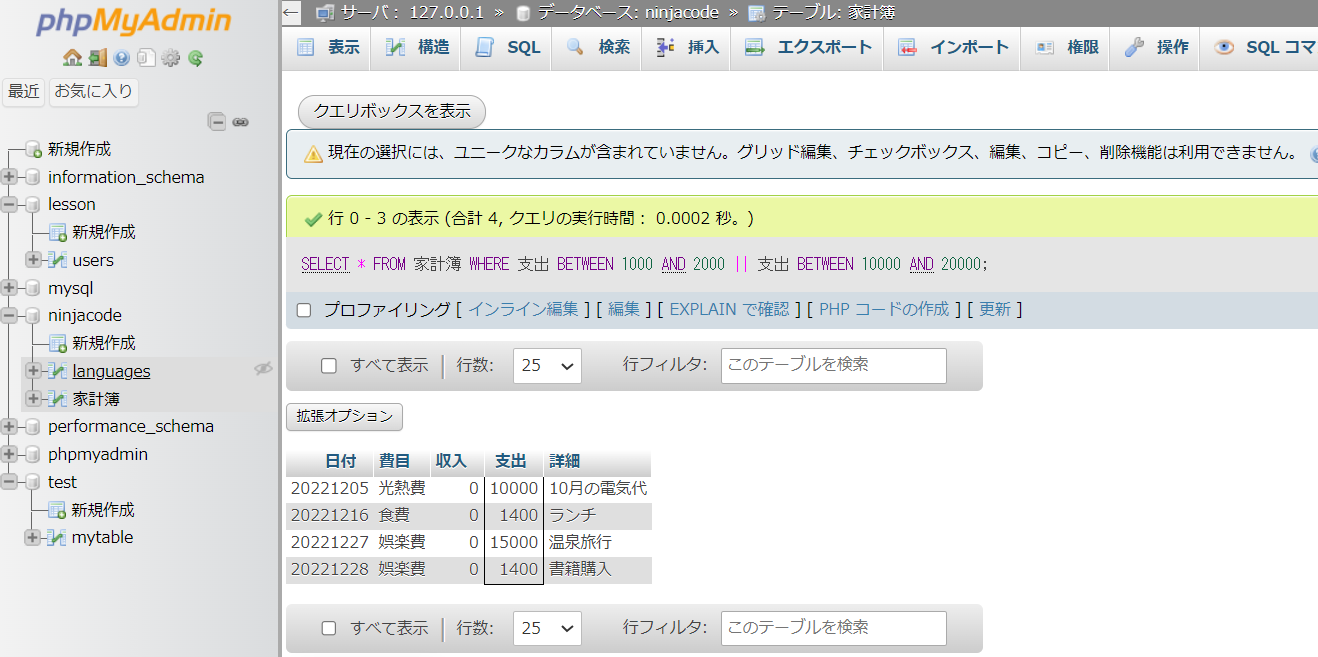 phpMyAdmin
最近 お気に入り
新規作成
information_schema
lesson
新規作成
users
mysql
ninjacode
新規作成
languages
家計簿
performance_schema
phpmyadmin
test
新規作成
mytable
← サーバ: 127.0.0.1 » データベース: ninjacode » テーブル: 家計簿
表示 構造 SQL 検索 挿入 エクスポート インポート 権限 操作 SQL コマ
クエリボックスを表示
現在の選択には、ユニークなカラムが含まれていません。グリッド編集、チェックボックス、編集、コピー、削除機能は利用できません。
行 0 - 3 の表示 (合計 4, クエリの実行時間: 0.0002 秒。)
SELECT * FROM 家計簿 WHERE 支出 BETWEEN 1000 AND 2000 || 支出 BETWEEN 10000 AND 20000;
プロファイリング [ インライン編集 ] [ 編集 ] [ EXPLAIN で確認 ] [ PHP コードの作成 ] [ 更新 ]
すべて表示 行数: 25 行フィルタ: このテーブルを検索
拡張オプション
日付 費目 収入 支出 詳細
20221205 光熱費 0 10000 10月の電気代
20221216 食費 0 1400 ランチ
20221227 娯楽費 0 15000 温泉旅行
20221228 娯楽費 0 1400 書籍購入
すべて表示 行数: 25 行フィルタ: このテーブルを検索